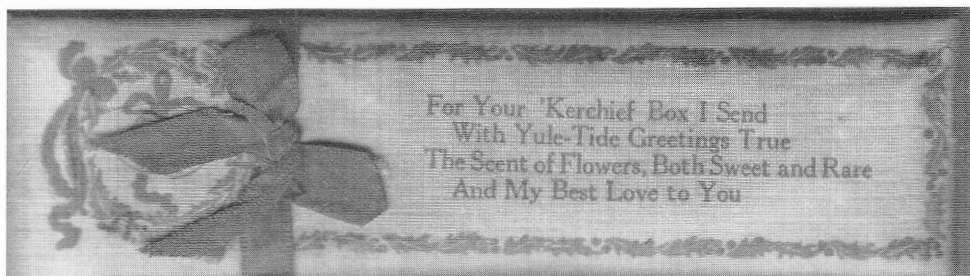 For Your 'Kerchief Box I Send
With Yule-Tide Greetings True
The Scent of Flowers, Both Sweet and Rare
And My Best Love to You